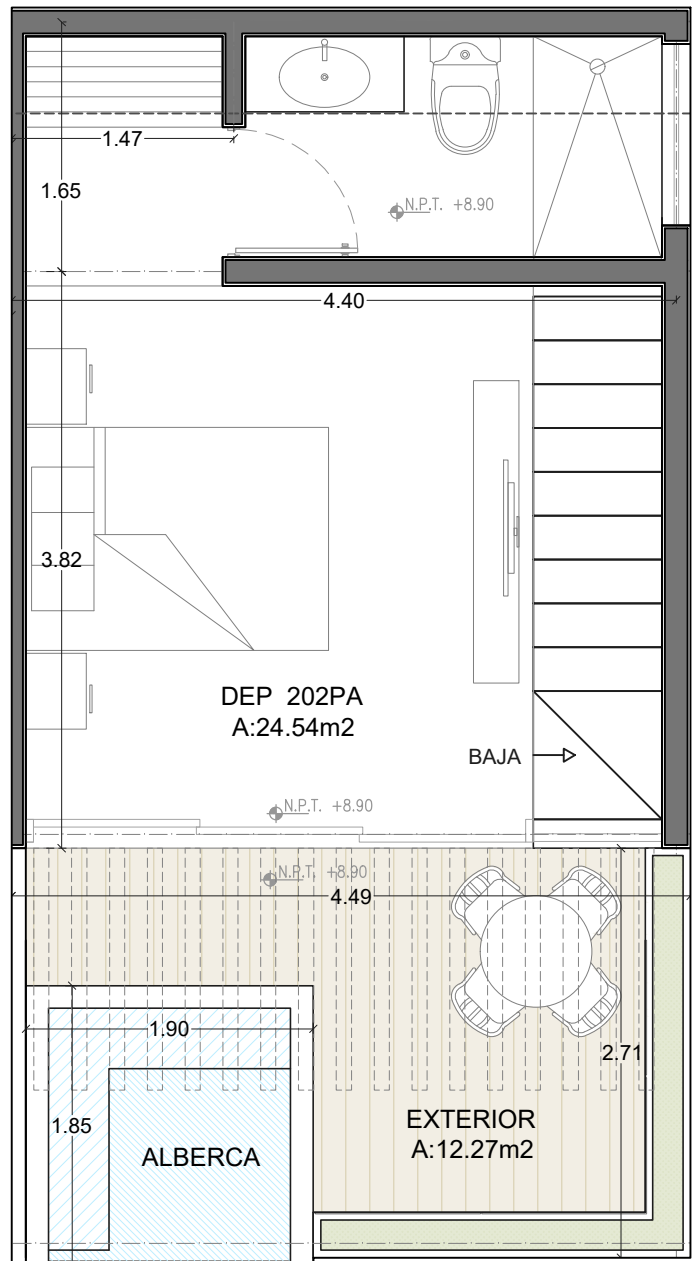 1.47
1.65
N.P.T. +8.90
4.40
3.82
DEP 202PA
A:24.54m2
BAJA
N.P.T. +8.90
N.P.T. +8.90
4.49
1.90
2.71
1.85
EXTERIOR
A:12.27m2
ALBERCA